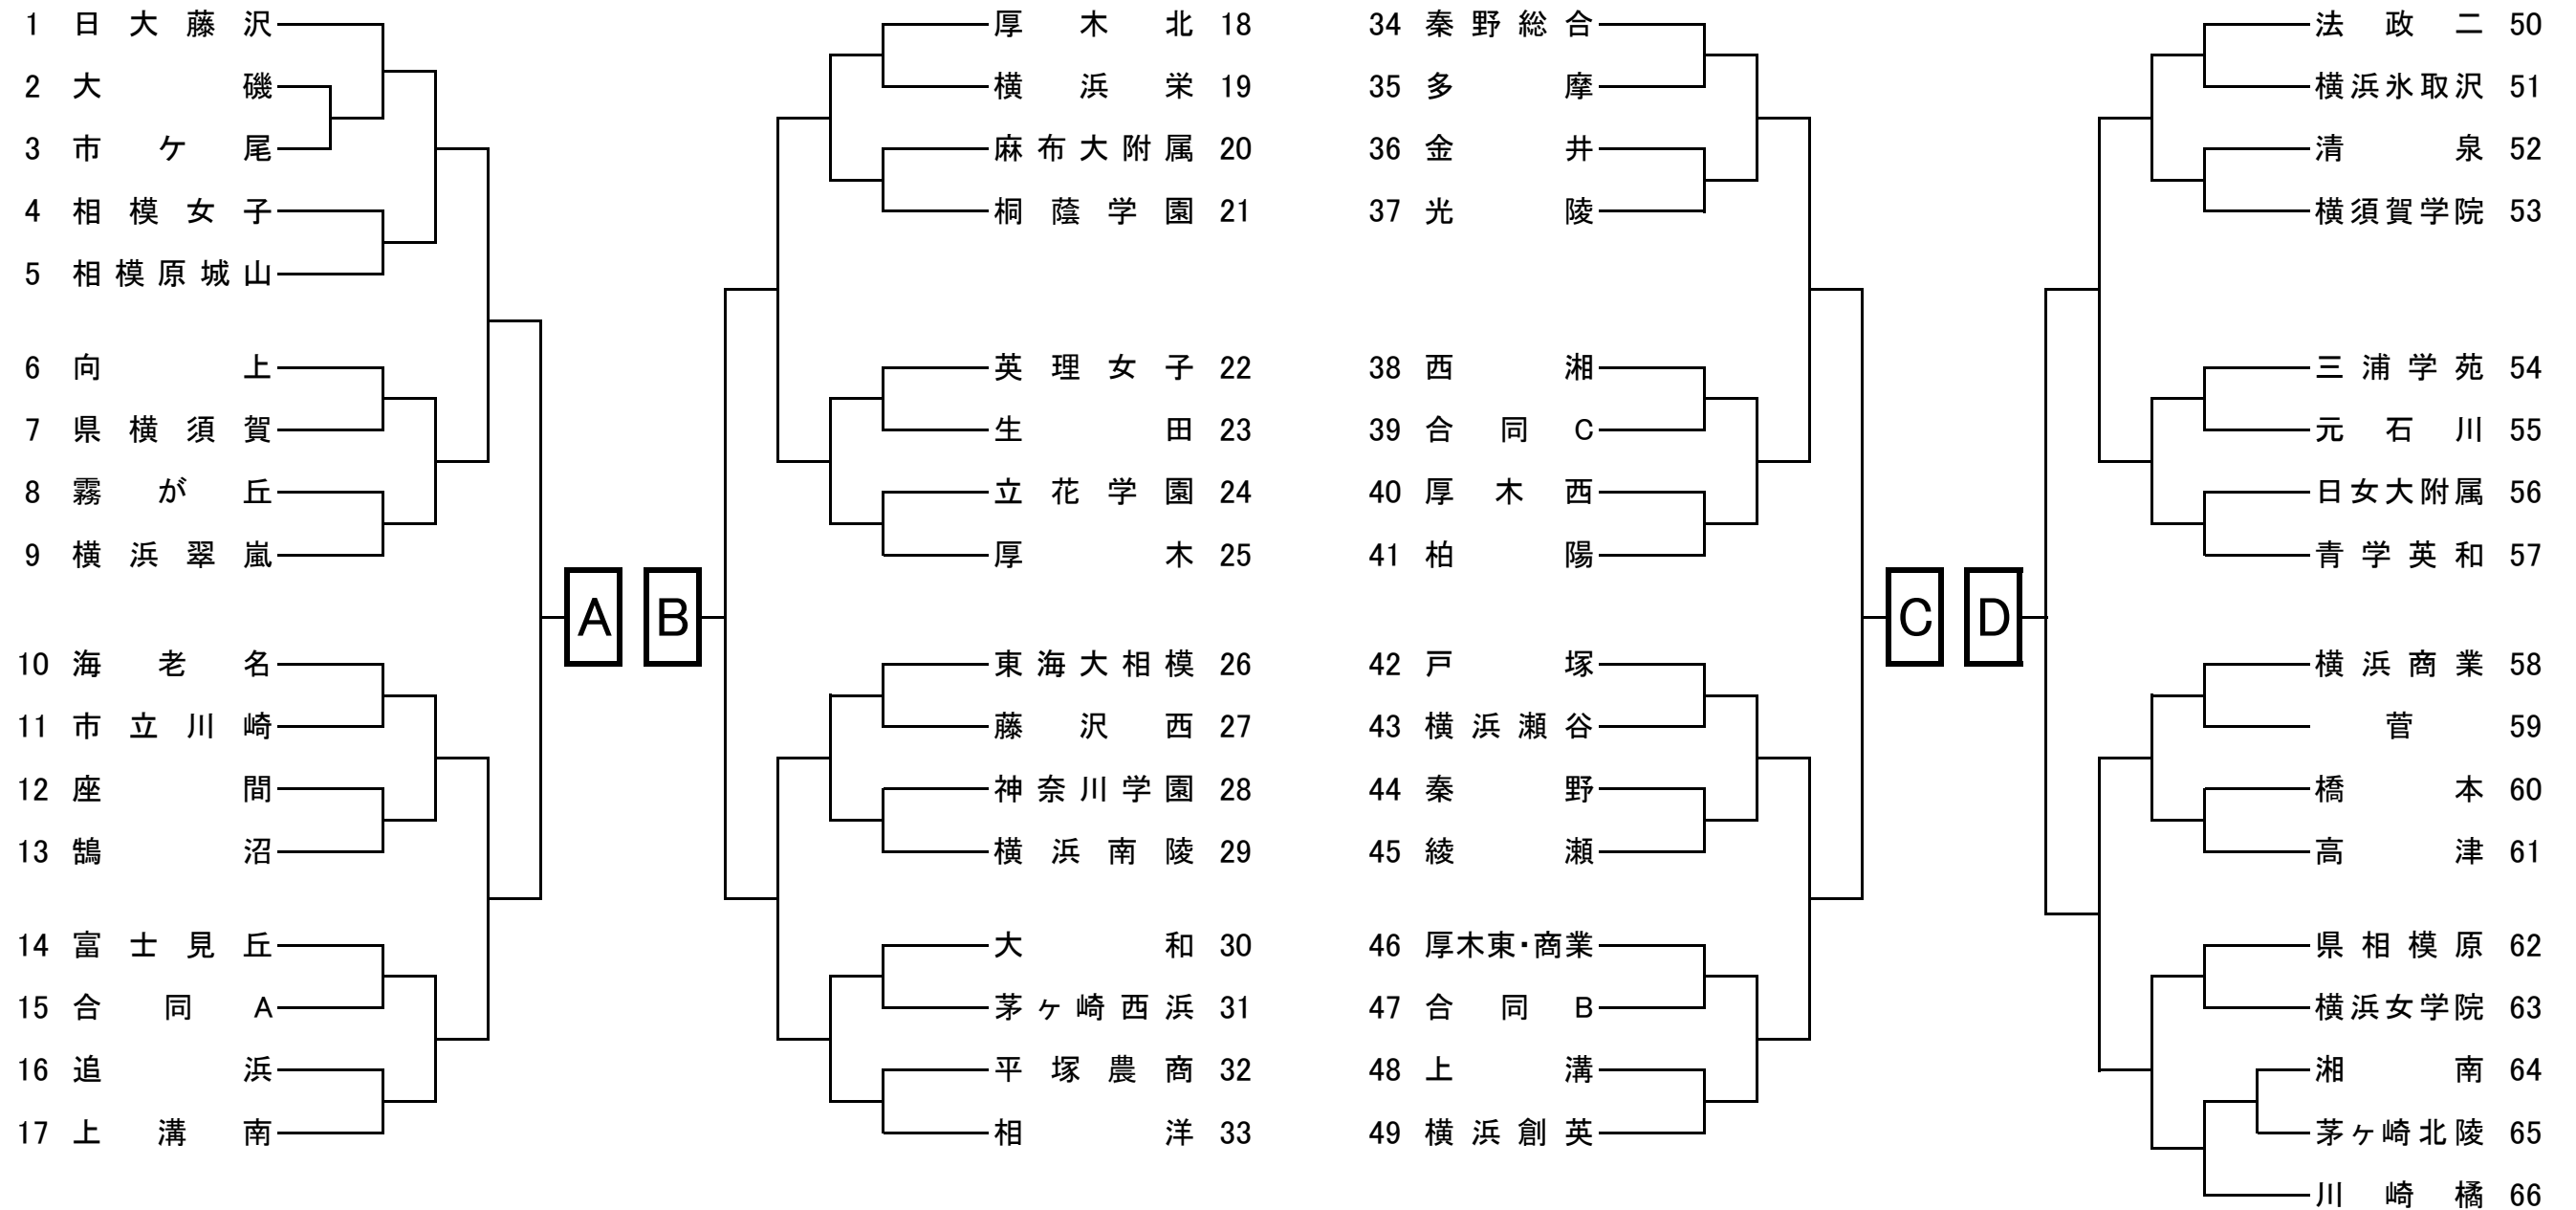 1 日大藤沢
2 大磯
3 市ケ尾
4 相模女子
5 相模原城山
6 向上
7 県横須賀
8 霧が丘
9 横浜翠嵐
10 海老名
11 市立川崎
12 座間
13 鵠沼
14 富士見丘
15 合同A
16 追浜
17 上溝南
A
B
厚木北 18
横浜栄 19
麻布大附属 20
桐蔭学園 21
英理女子 22
生田 23
立花学園 24
厚木 25
東海大相模 26
藤沢西 27
神奈川学園 28
横浜南陵 29
大和 30
茅ヶ崎西浜 31
平塚農商 32
相洋 33
34 秦野総合
35 多摩
36 金井
37 光陵
38 西湘
39 合同C
40 厚木西
41 柏陽
42 戸塚
43 横浜瀬谷
44 秦野
45 綾瀬
46 厚木東・商業
47 合同B
48 上溝
49 横浜創英
C
D
法政二 50
横浜氷取沢 51
清泉 52
横須賀学院 53
三浦学苑 54
元石川 55
日女大附属 56
青学英和 57
横浜商業 58
菅 59
橋本 60
高津 61
県相模原 62
横浜女学院 63
湘南 64
茅ヶ崎北陵 65
川崎橘 66